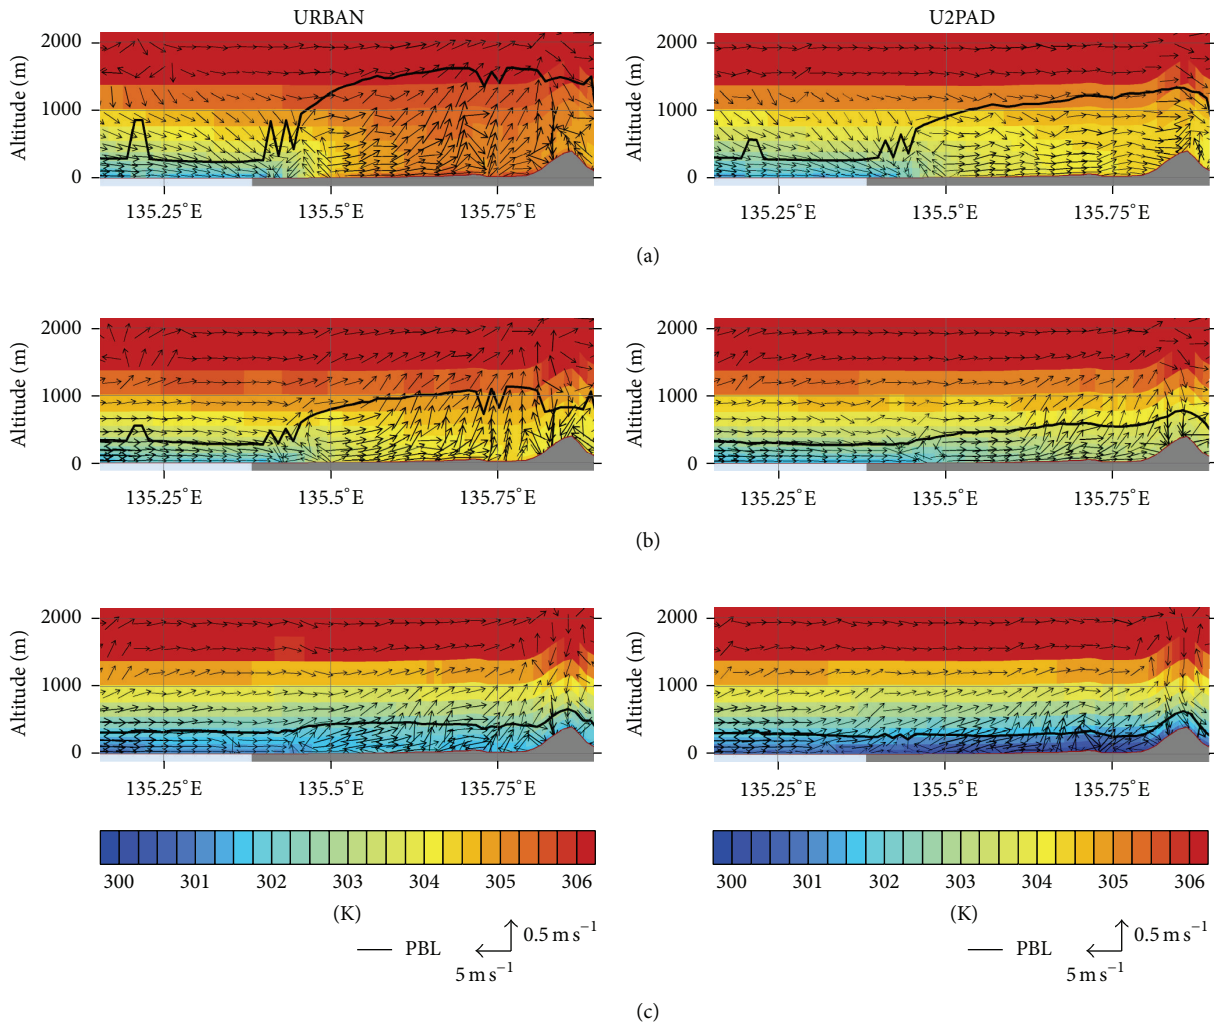 URBAN
U2PAD
2000
1000
0
Altitude (m)
135.25°E 135.5°E 135.75°E
2000
1000
0
Altitude (m)
135.25°E 135.5°E 135.75°E
(a)
2000
1000
0
Altitude (m)
135.25°E 135.5°E 135.75°E
2000
1000
0
Altitude (m)
135.25°E 135.5°E 135.75°E
(b)
2000
1000
0
Altitude (m)
135.25°E 135.5°E 135.75°E
2000
1000
0
Altitude (m)
135.25°E 135.5°E 135.75°E
300 301 302 303 304 305 306
(K)
PBL
0.5 m s⁻¹
5 m s⁻¹
300 301 302 303 304 305 306
(K)
PBL
0.5 m s⁻¹
5 m s⁻¹
(c)